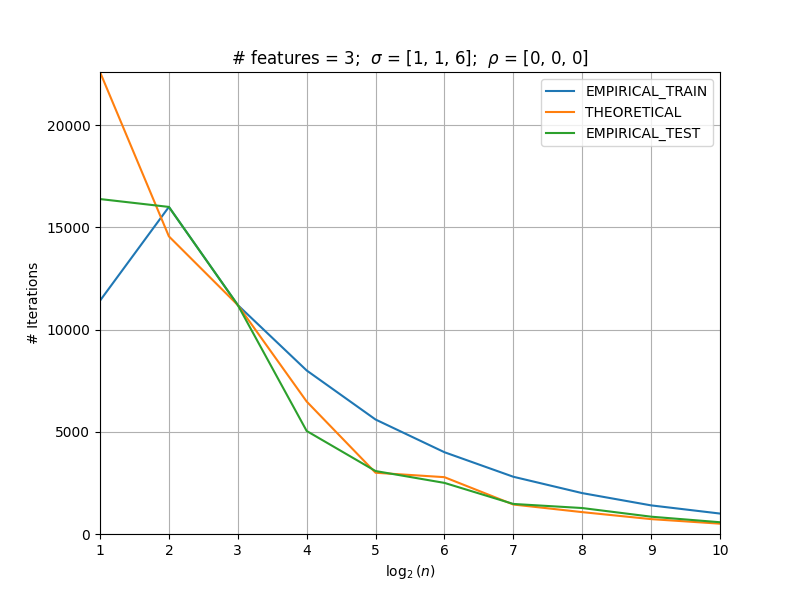 # features = 3; σ = [1, 1, 6]; ρ = [0, 0, 0]
EMPIRICAL_TRAIN
THEORETICAL
EMPIRICAL_TEST
20000
15000
10000
5000
0
# Iterations
1 2 3 4 5 6 7 8 9 10
log₂(n)